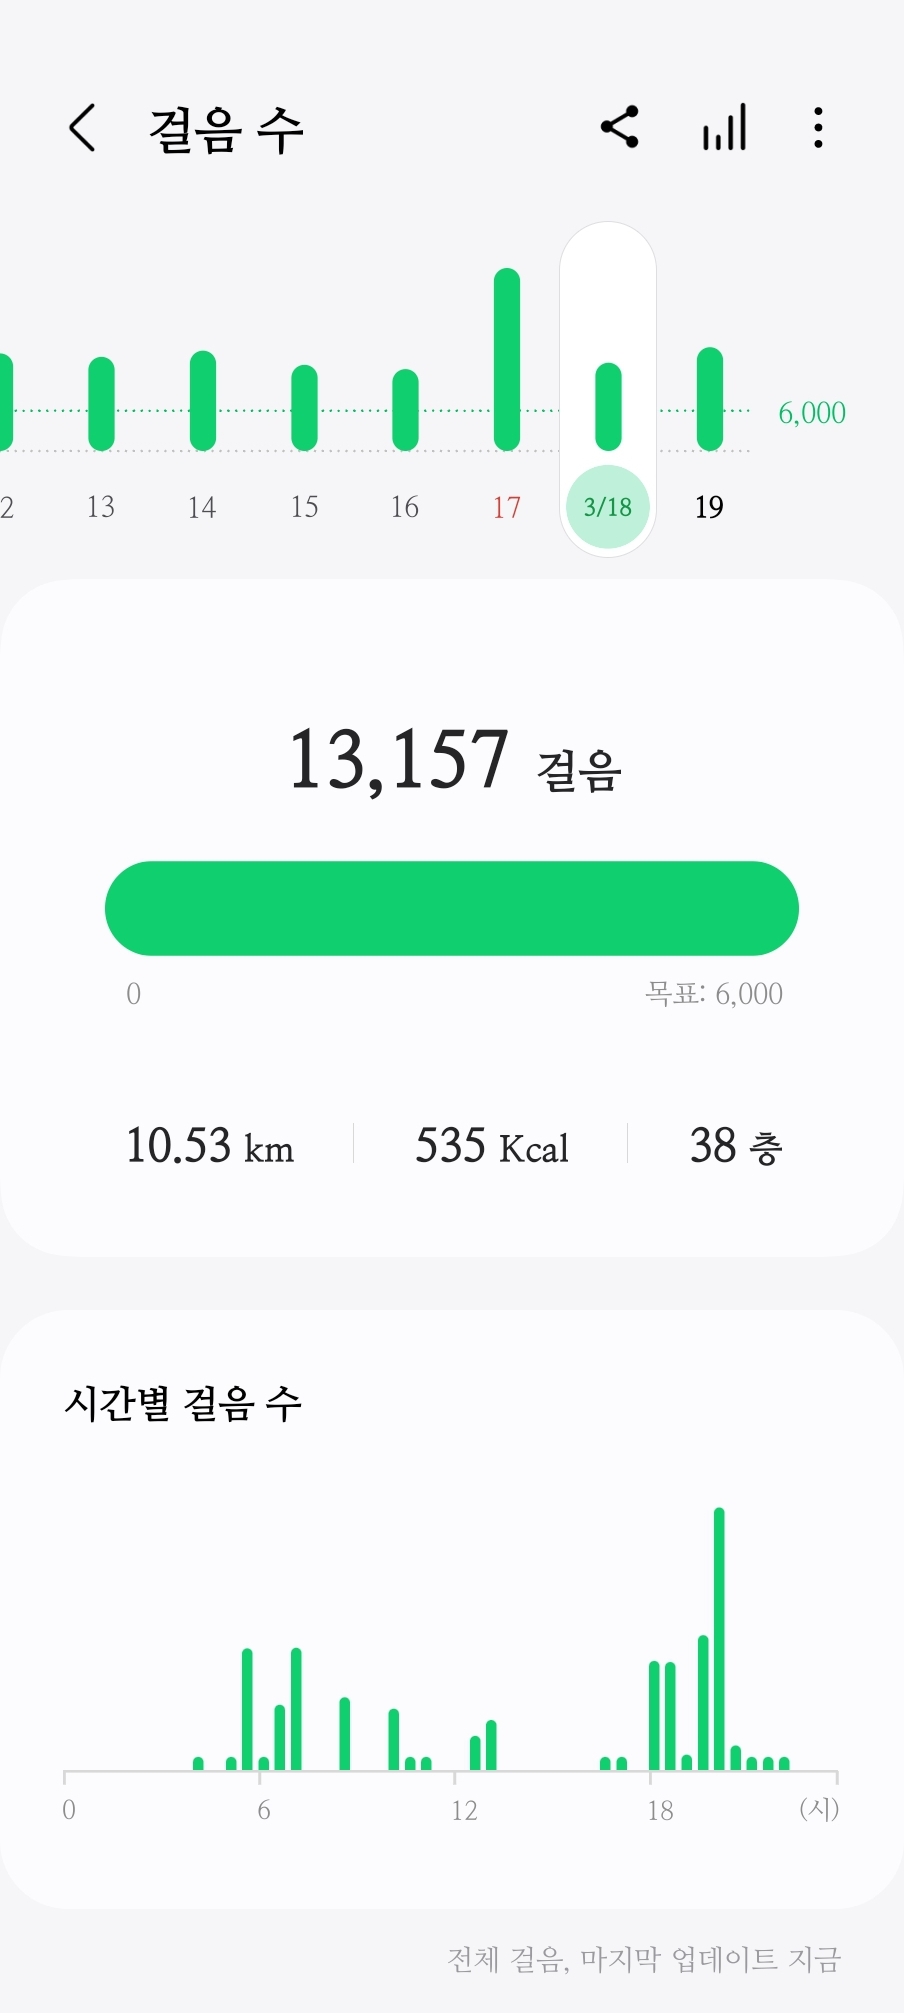 걸음 수
6,000
2 13 14 15 16 17 3/18 19
13,157 걸음
0 목표: 6,000
10.53 km 535 Kcal 38 층
시간별 걸음 수
0 6 12 18 (시)
전체 걸음, 마지막 업데이트 지금